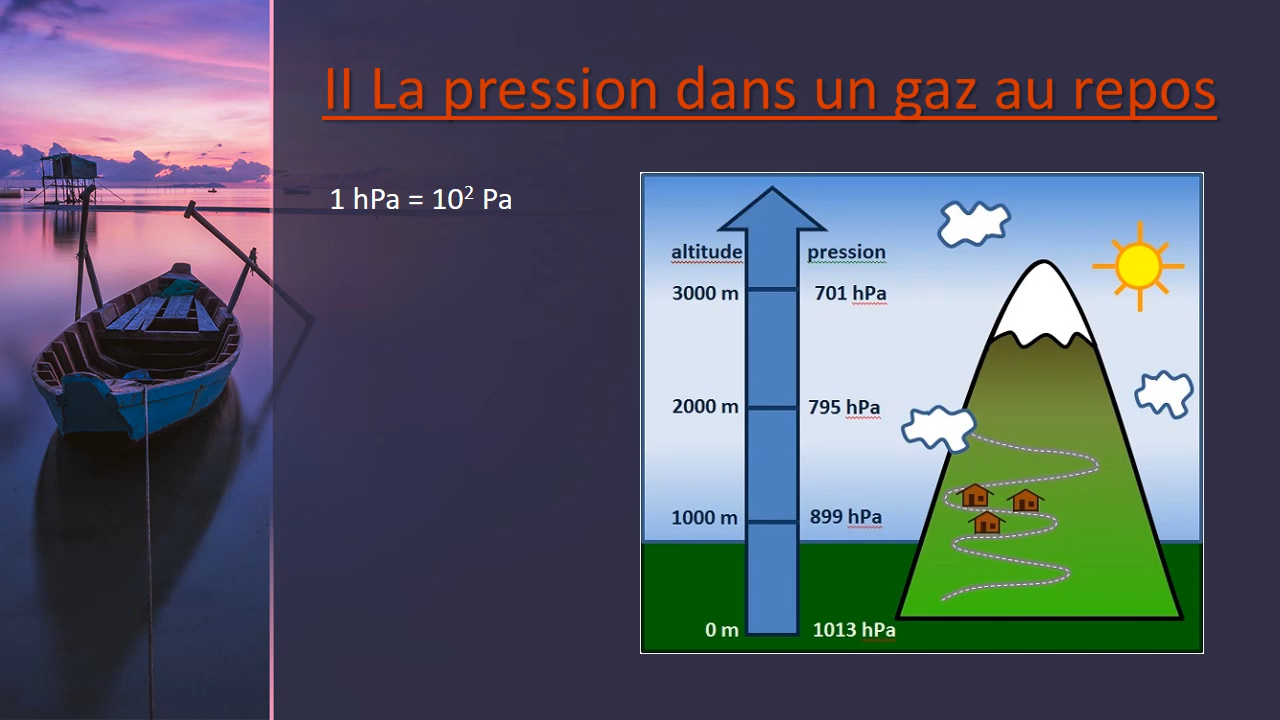 II La pression dans un gaz au repos
1 hPa = 10² Pa
altitude pression
3000 m 701 hPa
2000 m 795 hPa
1000 m 899 hPa
0 m 1013 hPa